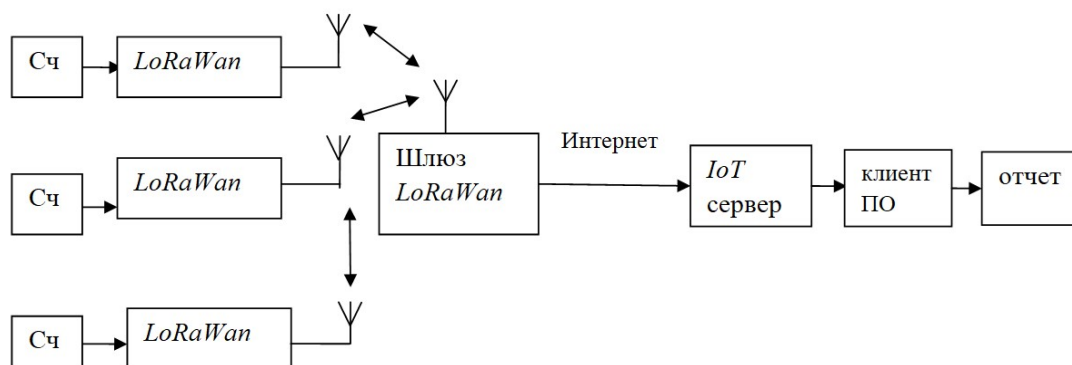 Сч
LoRaWan
Сч
LoRaWan
Сч
LoRaWan
Шлюз
LoRaWan
Интернет
IoT
сервер
клиент
ПО
отчет